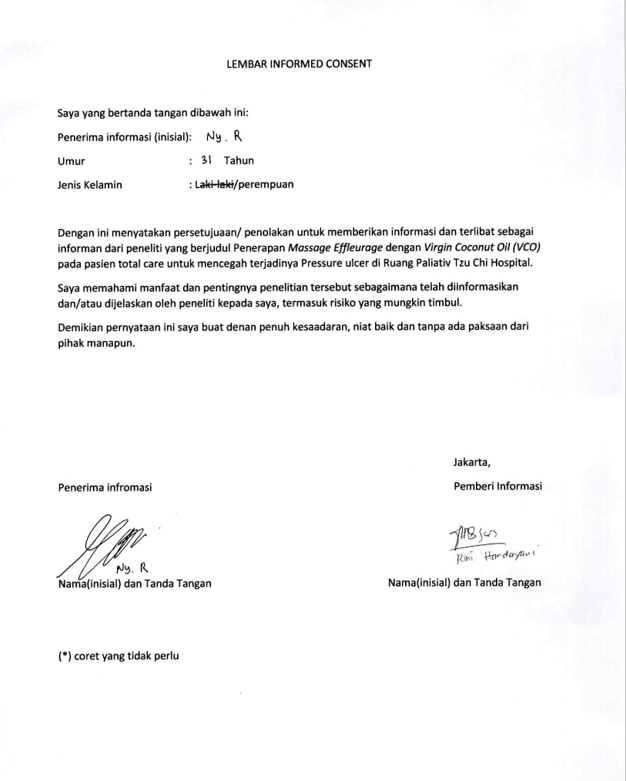 LEMBAR INFORMED CONSENT
Saya yang bertanda tangan dibawah ini:
Penerima informasi (inisial): Ny. R
Umur : 31 Tahun
Jenis Kelamin : Laki-laki/perempuan
Dengan ini menyatakan persetujuaan/ penolakan untuk memberikan informasi dan terlibat sebagai
informan dari peneliti yang berjudul Penerapan Massage Effleurage dengan Virgin Coconut Oil (VCO)
pada pasien total care untuk mencegah terjadinya Pressure ulcer di Ruang Paliativ Tzu Chi Hospital.
Saya memahami manfaat dan pentingnya penelitian tersebut sebagaimana telah diinformasikan
dan/atau dijelaskan oleh peneliti kepada saya, termasuk risiko yang mungkin timbul.
Demikian pernyataan ini saya buat denan penuh kesaadaran, niat baik dan tanpa ada paksaan dari
pihak manapun.
Jakarta,
Penerima infromasi Pemberi Informasi
Ny. R Rini Handayani
Nama(inisial) dan Tanda Tangan Nama(inisial) dan Tanda Tangan
(*) coret yang tidak perlu